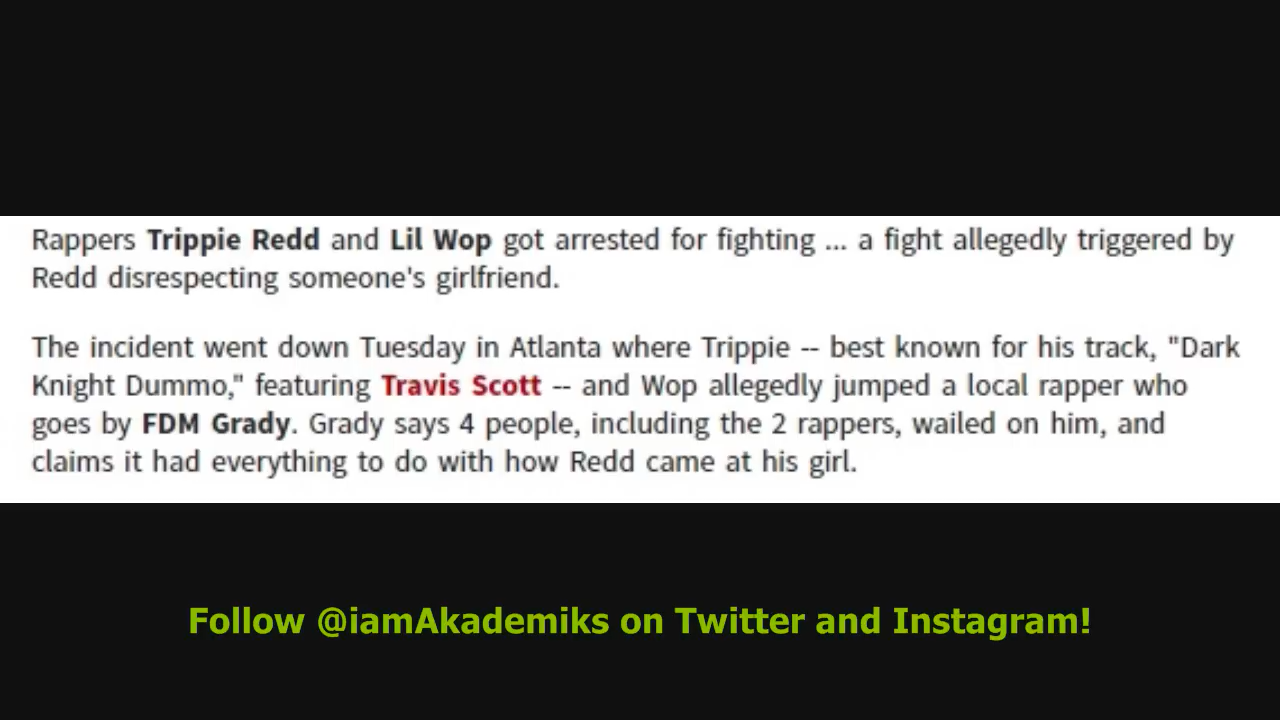 Rappers Trippie Redd and Lil Wop got arrested for fighting ... a fight allegedly triggered by
Redd disrespecting someone's girlfriend.
The incident went down Tuesday in Atlanta where Trippie -- best known for his track, "Dark
Knight Dummo," featuring Travis Scott -- and Wop allegedly jumped a local rapper who
goes by FDM Grady. Grady says 4 people, including the 2 rappers, wailed on him, and
claims it had everything to do with how Redd came at his girl.
Follow @iamAkademiks on Twitter and Instagram!